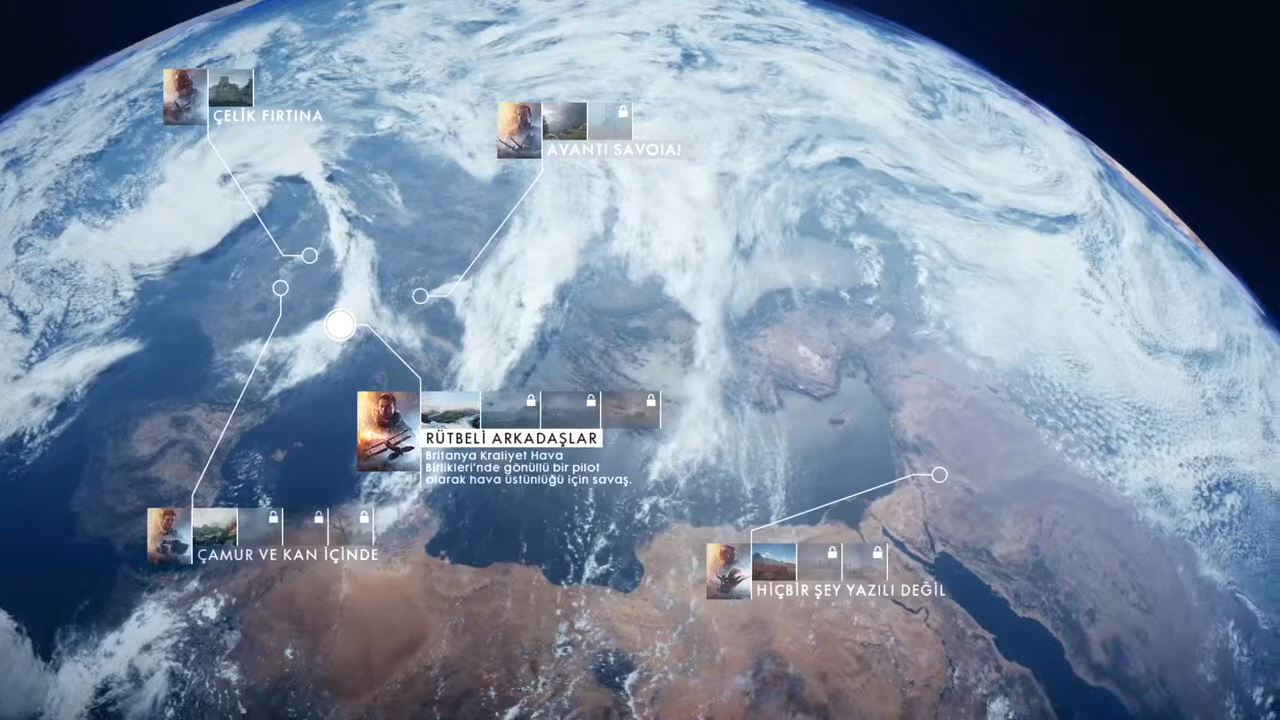 ÇELİK FIRTINA
AVANTI SAVOIA!
RÜTBELİ ARKADAŞLAR
Britanya Kraliyet Hava
Birlikleri'nde gönüllü bir pilot
olarak hava üstünlüğü için savaş.
ÇAMUR VE KAN İÇİNDE
HİÇBİR ŞEY YAZILI DEĞİL